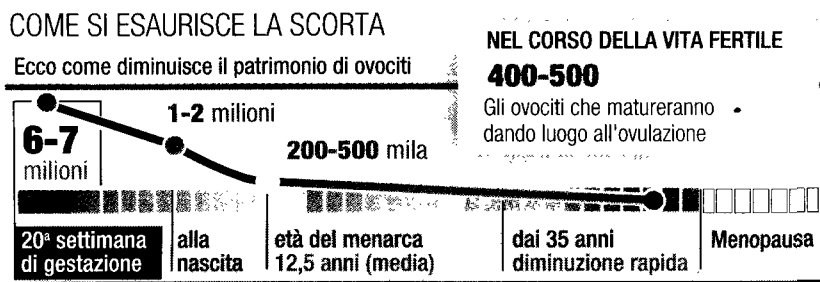 COME SI ESAURISCE LA SCORTA
Ecco come diminuisce il patrimonio di ovociti
NEL CORSO DELLA VITA FERTILE
400-500
Gli ovociti che matureranno
dando luogo all'ovulazione
6-7
milioni
1-2 milioni
200-500 mila
20ª settimana
di gestazione
alla
nascita
età del menarca
12,5 anni (media)
dai 35 anni
diminuzione rapida
Menopausa